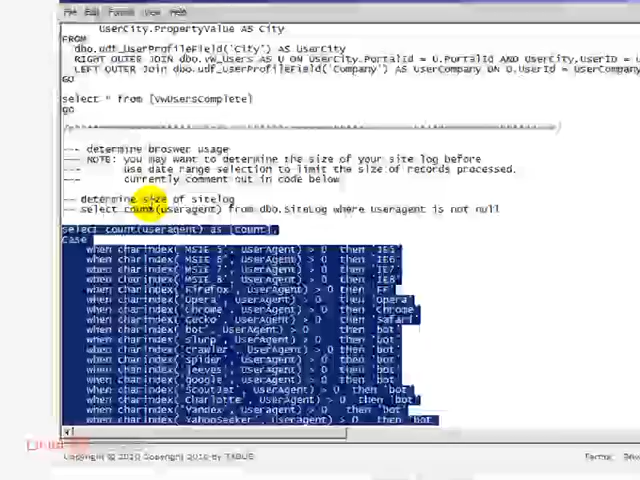 File Edit View Help
UserCity.PropertyValue AS City
FROM
dbo.udf_UserProfileField('City') AS UserCity
RIGHT OUTER JOIN dbo.vw_Users AS U ON UserCity.PortalId = U.PortalId AND UserCity.UserID = U
LEFT OUTER Join dbo.udf_UserProfileField('Company') AS UserCompany ON U.UserId = UserCompany
GO
select * from [vwUsersComplete]
go
--- determine broswer usage
--- NOTE: you may want to determine the size of your site log before
--- use date range selection to limit the size of records processed.
--- currently comment out in code below
--- determine size of sitelog
-- select count(useragent) from dbo.SiteLog where useragent is not null
select count(useragent) as [count],
case
when charindex('MSIE 5', UserAgent) > 0 then 'IE5'
when charindex('MSIE 6', UserAgent) > 0 then 'IE6'
when charindex('MSIE 7', UserAgent) > 0 then 'IE7'
when charindex('MSIE 8', UserAgent) > 0 then 'IE8'
when charindex('Firefox', UserAgent) > 0 then 'FF'
when charindex('Opera', UserAgent) > 0 then 'Opera'
when charindex('Chrome', UserAgent) > 0 then 'Chrome'
when charindex('Gecko', UserAgent) > 0 then 'Safari'
when charindex('bot', UserAgent) > 0 then 'bot'
when charindex('slurp', UserAgent) > 0 then 'bot'
when charindex('crawler', UserAgent) > 0 then 'bot'
when charindex('spider', UserAgent) > 0 then 'bot'
when charindex('jeeves', UserAgent) > 0 then 'bot'
when charindex('google', UserAgent) > 0 then 'bot'
when charindex('ScoutJet', UserAgent) > 0 then 'bot'
when charindex('Charlotte', UserAgent) > 0 then 'bot'
when charindex('Yandex', UserAgent) > 0 then 'bot'
when charindex('YahooSeeker', UserAgent) > 0 then 'bot'
Copyright © 2010 Copyright 2010 by